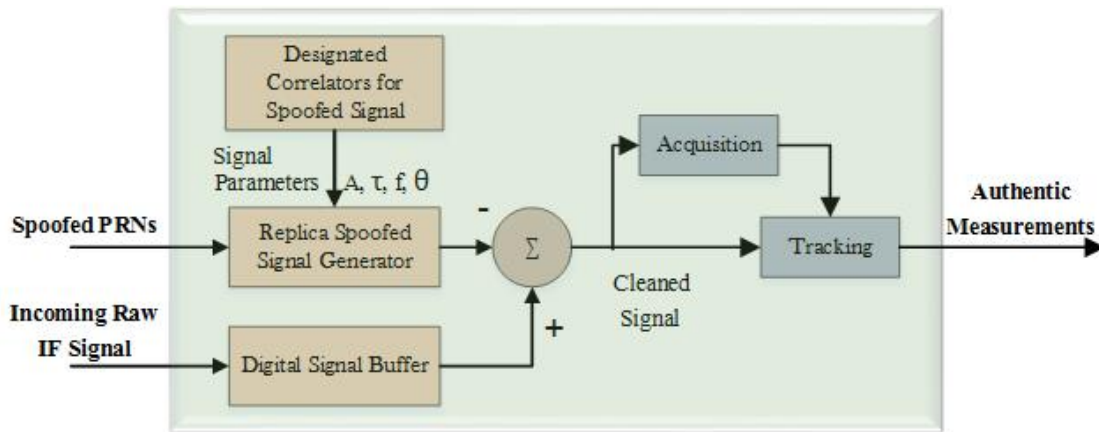 Designated
Correlators for
Spoofed Signal
Signal
Parameters
A, τ, f, θ
Spoofed PRNs
Replica Spoofed
Signal Generator
-
Σ
Acquisition
Tracking
Authentic
Measurements
Cleaned
Signal
Incoming Raw
IF Signal
Digital Signal Buffer
+